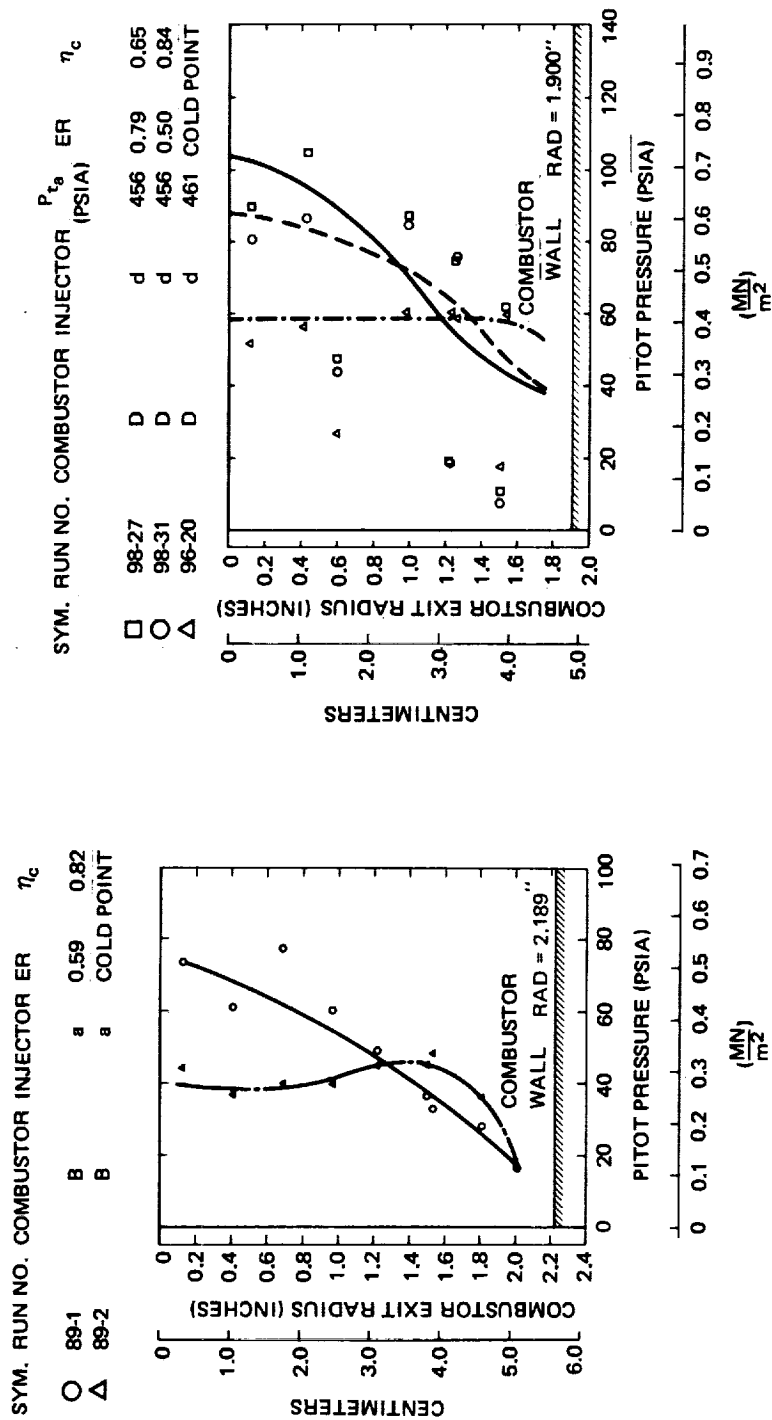 SYM. RUN NO. COMBUSTOR INJECTOR ER ηc
○ 89-1 B a 0.59 0.82
△ 89-2 B a COLD POINT
CENTIMETERS
0 1.0 2.0 3.0 4.0 5.0 6.0
COMBUSTOR EXIT RADIUS (INCHES)
0 0.2 0.4 0.6 0.8 1.0 1.2 1.4 1.6 1.8 2.0 2.2 2.4
COMBUSTOR
WALL RAD = 2.189"
0 20 40 60 80 100
PITOT PRESSURE (PSIA)
0 0.1 0.2 0.3 0.4 0.5 0.6 0.7
(MN/m2)
SYM. RUN NO. COMBUSTOR INJECTOR Pta (PSIA) ER ηc
□ 98-27 D d 456 0.79 0.65
○ 98-31 D d 456 0.50 0.84
△ 96-20 D d 461 COLD POINT
CENTIMETERS
0 1.0 2.0 3.0 4.0 5.0
COMBUSTOR EXIT RADIUS (INCHES)
0 0.2 0.4 0.6 0.8 1.0 1.2 1.4 1.6 1.8 2.0
COMBUSTOR
WALL RAD = 1.900"
0 20 40 60 80 100 120 140
PITOT PRESSURE (PSIA)
0 0.1 0.2 0.3 0.4 0.5 0.6 0.7 0.8 0.9
(MN/m2)